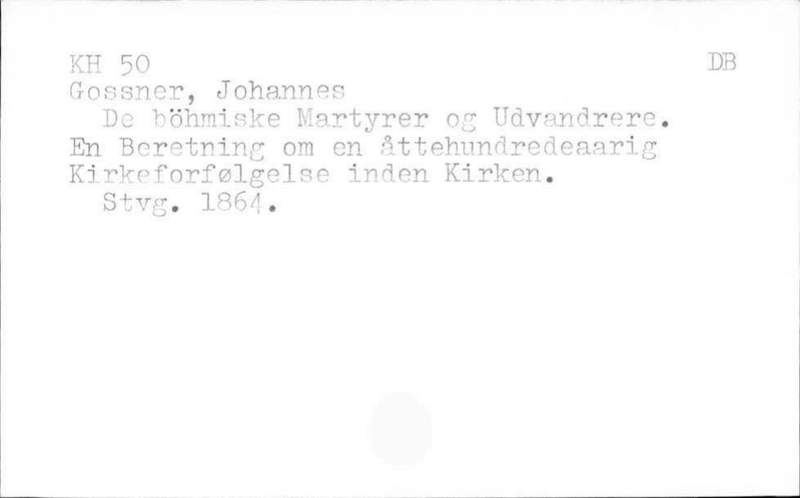 KH 50 DB
Gossner, Johannes
De böhmiske Martyrer og Udvandrere.
En Beretning om en åttehundredeaarig
Kirkeforfølgelse inden Kirken.
Stvg. 1864.